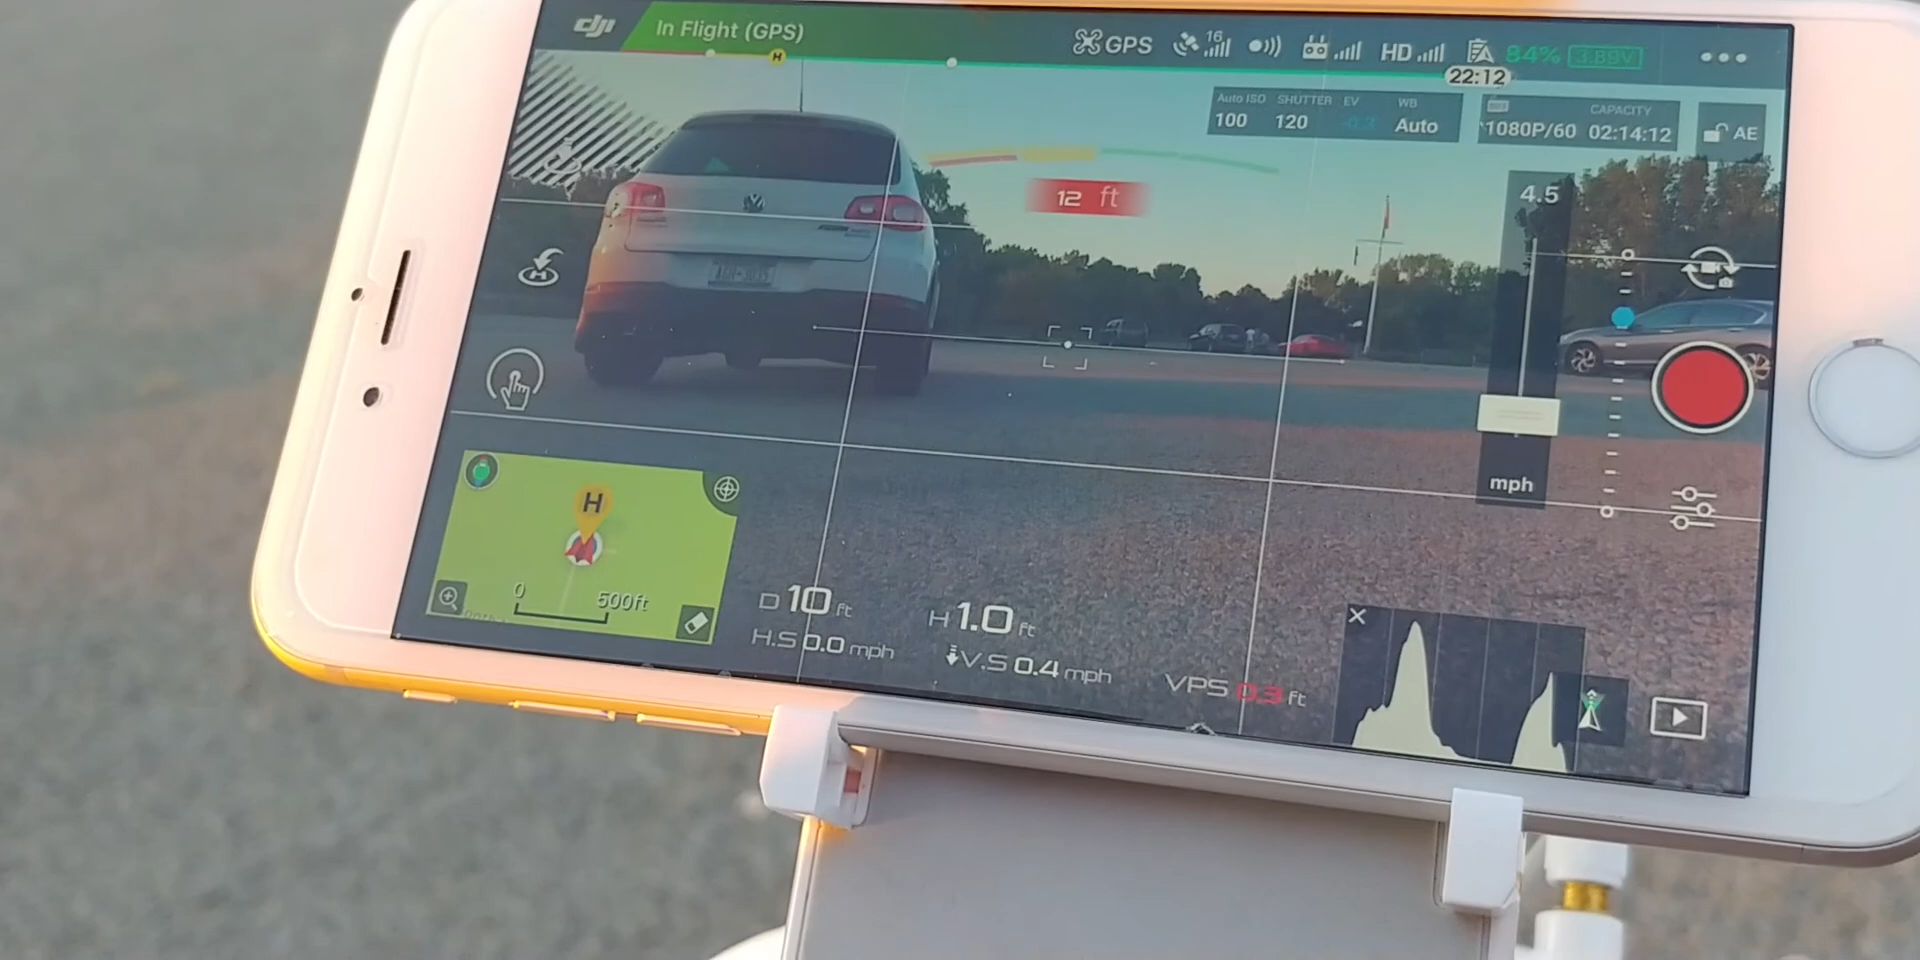 dji In Flight (GPS) GPS 16 HD 84% 3.89V
H 22:12
Auto ISO SHUTTER EV WB CAPACITY
100 120 Auto 1080P/60 02:14:12 AE
12 ft
4.5
mph
H
0 500ft
D 10 ft H 1.0 ft
H.S 0.0 mph V.S 0.4 mph VPS 0.3 ft